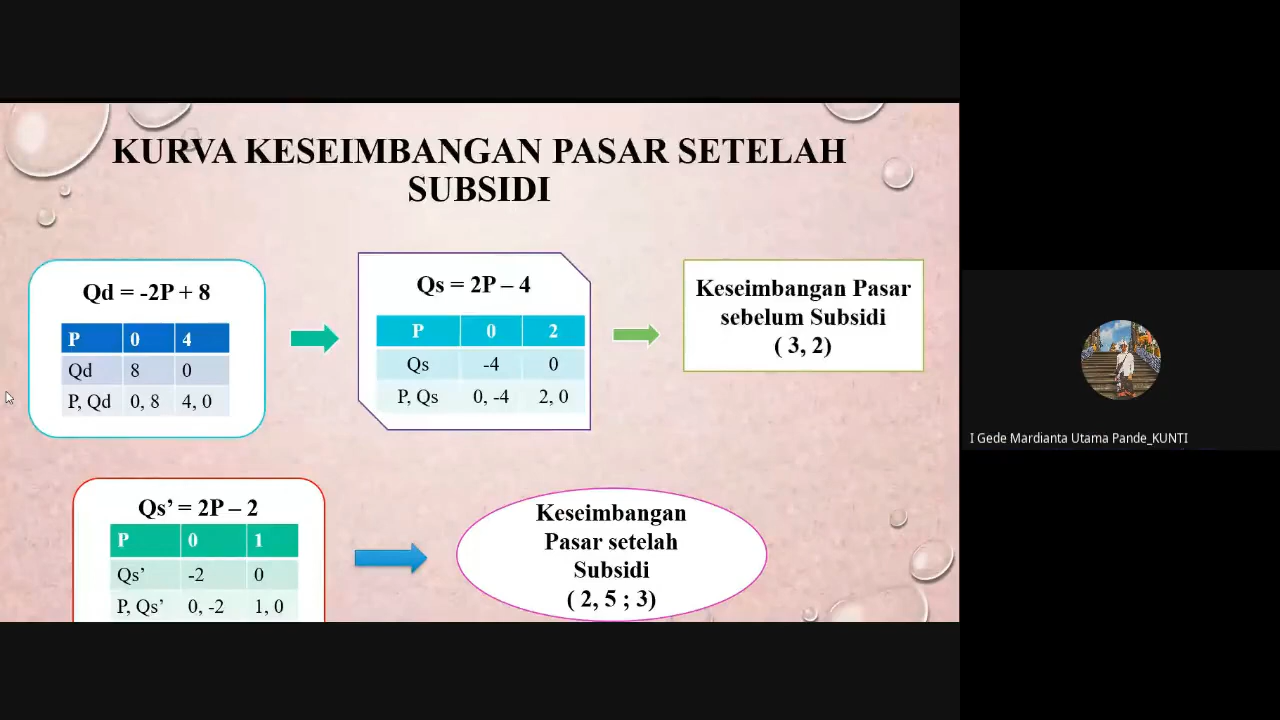 KURVA KESEIMBANGAN PASAR SETELAH
SUBSIDI
Qd = -2P + 8
P 0 4
Qd 8 0
P, Qd 0, 8 4, 0
Qs = 2P – 4
P 0 2
Qs -4 0
P, Qs 0, -4 2, 0
Keseimbangan Pasar
sebelum Subsidi
( 3, 2)
Qs’ = 2P – 2
P 0 1
Qs’ -2 0
P, Qs’ 0, -2 1, 0
Keseimbangan
Pasar setelah
Subsidi
( 2, 5 ; 3)
I Gede Mardianta Utama Pande_KUNTI